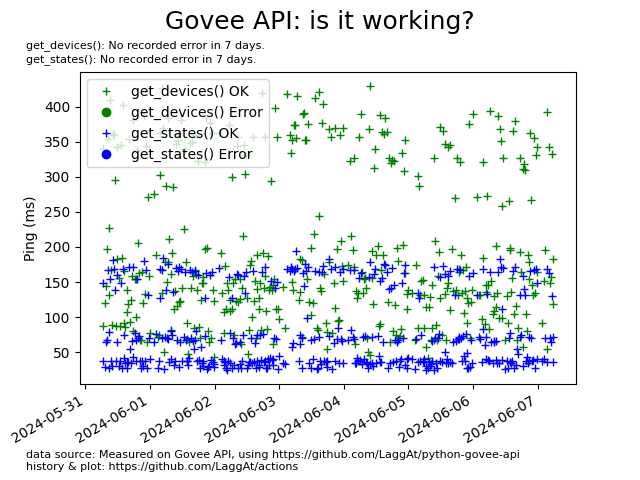 Govee API: is it working?
get_devices(): No recorded error in 7 days.
get_states(): No recorded error in 7 days.
get_devices() OK
get_devices() Error
get_states() OK
get_states() Error
Ping (ms)
400
350
300
250
200
150
100
50
2024-05-31
2024-06-01
2024-06-02
2024-06-03
2024-06-04
2024-06-05
2024-06-06
2024-06-07
data source: Measured on Govee API, using https://github.com/LaggAt/python-govee-api
history & plot: https://github.com/LaggAt/actions